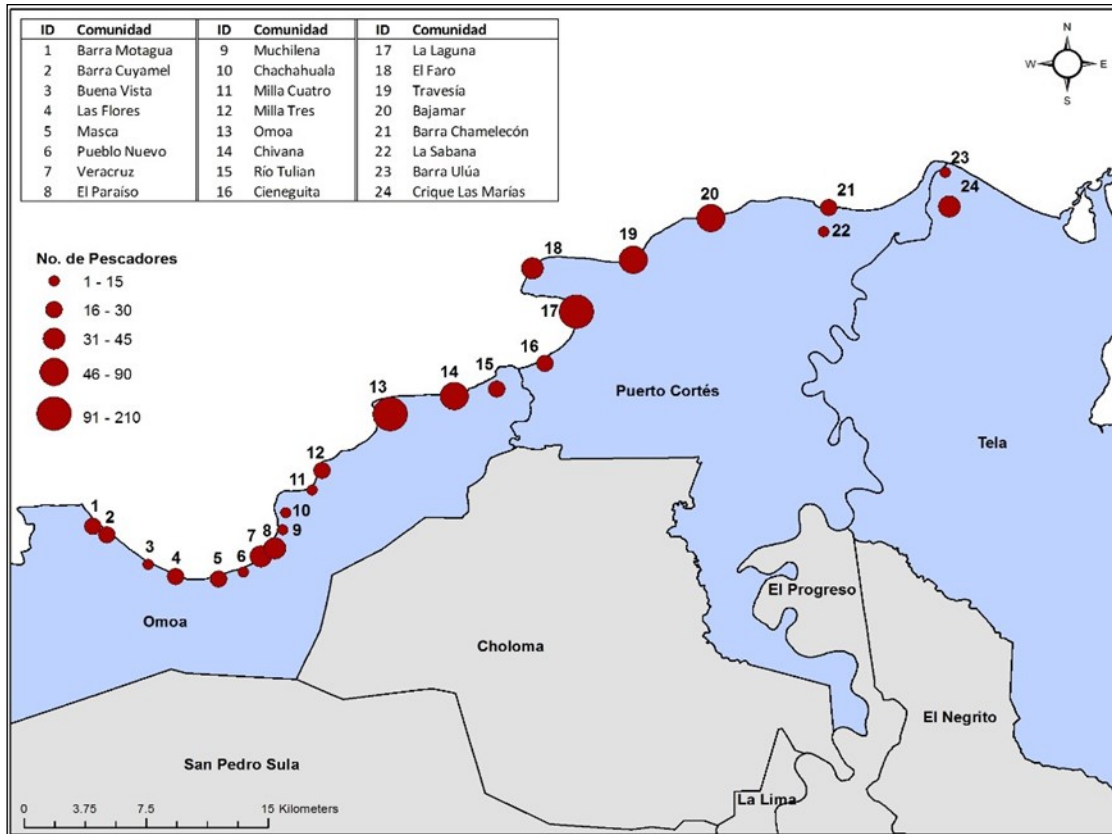 ID Comunidad ID Comunidad ID Comunidad
1 Barra Motagua 9 Muchilena 17 La Laguna
2 Barra Cuyamel 10 Chachahuala 18 El Faro
3 Buena Vista 11 Milla Cuatro 19 Travesía
4 Las Flores 12 Milla Tres 20 Bajamar
5 Masca 13 Omoa 21 Barra Chamelecón
6 Pueblo Nuevo 14 Chivana 22 La Sabana
7 Veracruz 15 Río Tulian 23 Barra Ulúa
8 El Paraíso 16 Cieneguita 24 Crique Las Marías
N
W E
S
No. de Pescadores
1 - 15
16 - 30
31 - 45
46 - 90
91 - 210
23
24
21
20
22
19
18
17
16
15
14
13
12
11
10
9
8
7
6
5
4
3
2
1
Puerto Cortés
Tela
El Progreso
Omoa
Choloma
El Negrito
San Pedro Sula
La Lima
0 3.75 7.5 15 Kilometers